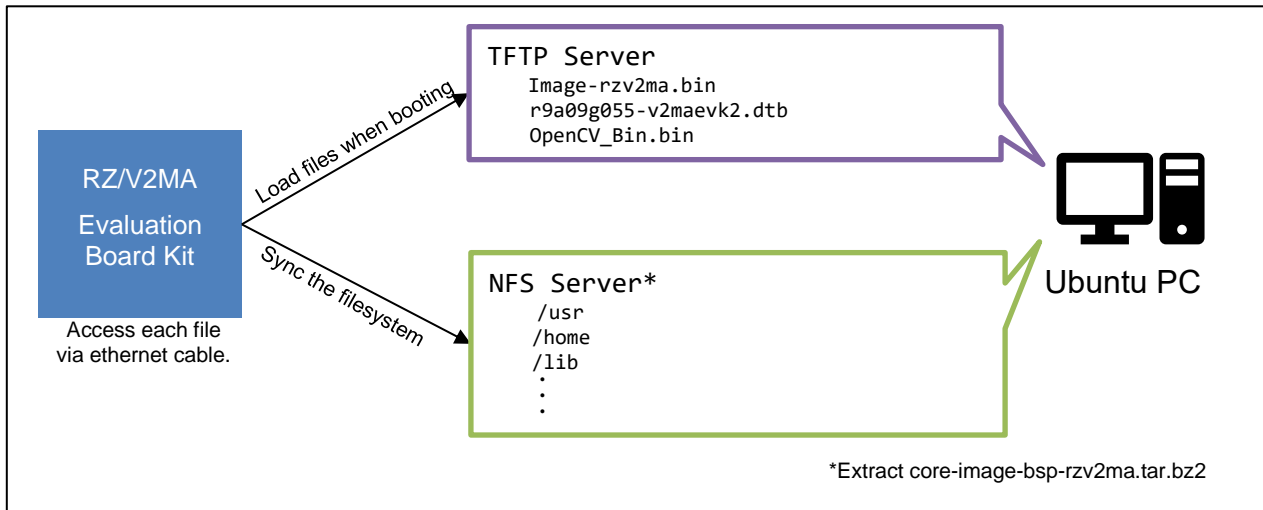 RZ/V2MA
Evaluation
Board Kit
Access each file
via ethernet cable.
Load files when booting
Sync the filesystem
TFTP Server
Image-rzv2ma.bin
r9a09g055-v2maevk2.dtb
OpenCV_Bin.bin
NFS Server*
/usr
/home
/lib
.
.
.
Ubuntu PC
*Extract core-image-bsp-rzv2ma.tar.bz2